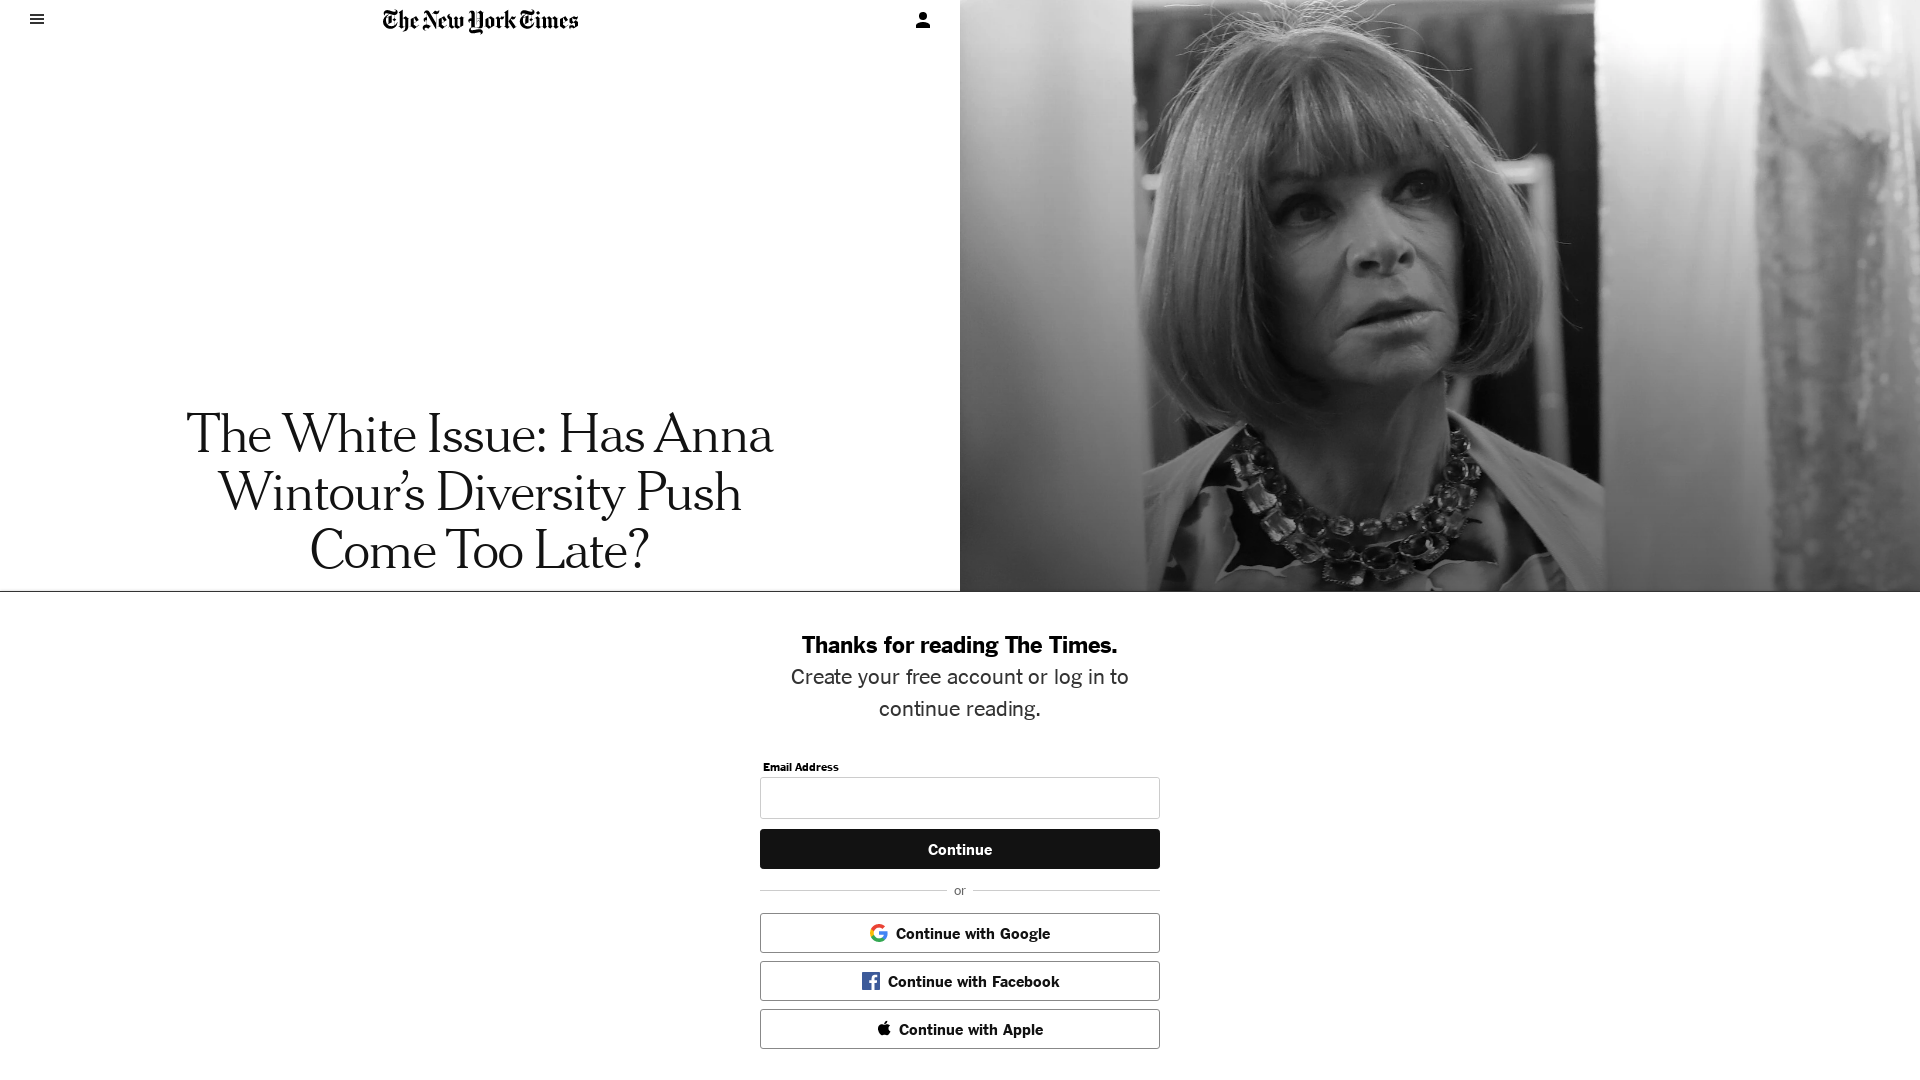 The New York Times
The White Issue: Has Anna
Wintour’s Diversity Push
Come Too Late?
Thanks for reading The Times.
Create your free account or log in to
continue reading.
Email Address
Continue
or
Continue with Google
Continue with Facebook
Continue with Apple